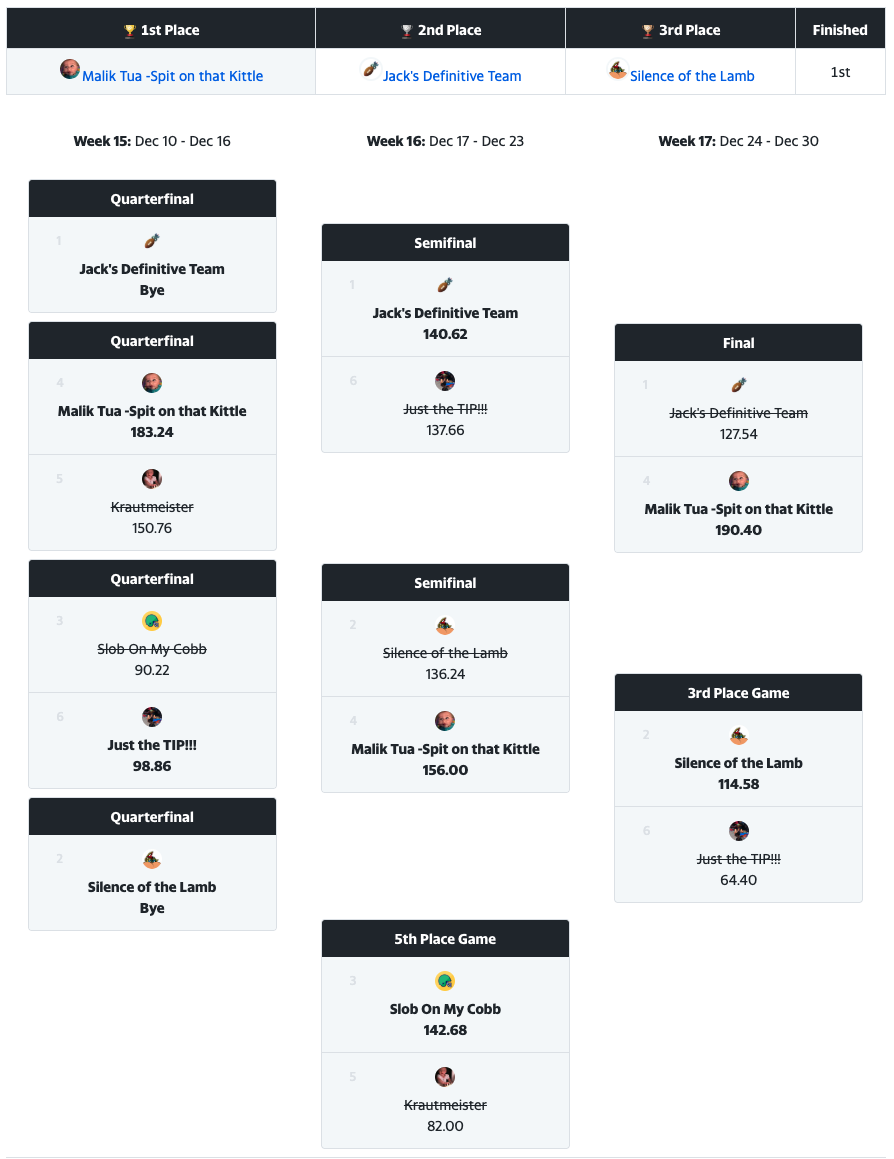 1st Place
2nd Place
3rd Place
Finished
Malik Tua -Spit on that Kittle
Jack's Definitive Team
Silence of the Lamb
1st
Week 15: Dec 10 - Dec 16
Week 16: Dec 17 - Dec 23
Week 17: Dec 24 - Dec 30
Quarterfinal
1
Jack's Definitive Team
Bye
Quarterfinal
4
Malik Tua -Spit on that Kittle
183.24
5
Krautmeister
150.76
Quarterfinal
3
Slob On My Cobb
90.22
6
Just the TIP!!!
98.86
Quarterfinal
2
Silence of the Lamb
Bye
Semifinal
1
Jack's Definitive Team
140.62
6
Just the TIP!!!
137.66
Semifinal
2
Silence of the Lamb
136.24
4
Malik Tua -Spit on that Kittle
156.00
5th Place Game
3
Slob On My Cobb
142.68
5
Krautmeister
82.00
Final
1
Jack's Definitive Team
127.54
4
Malik Tua -Spit on that Kittle
190.40
3rd Place Game
2
Silence of the Lamb
114.58
6
Just the TIP!!!
64.40